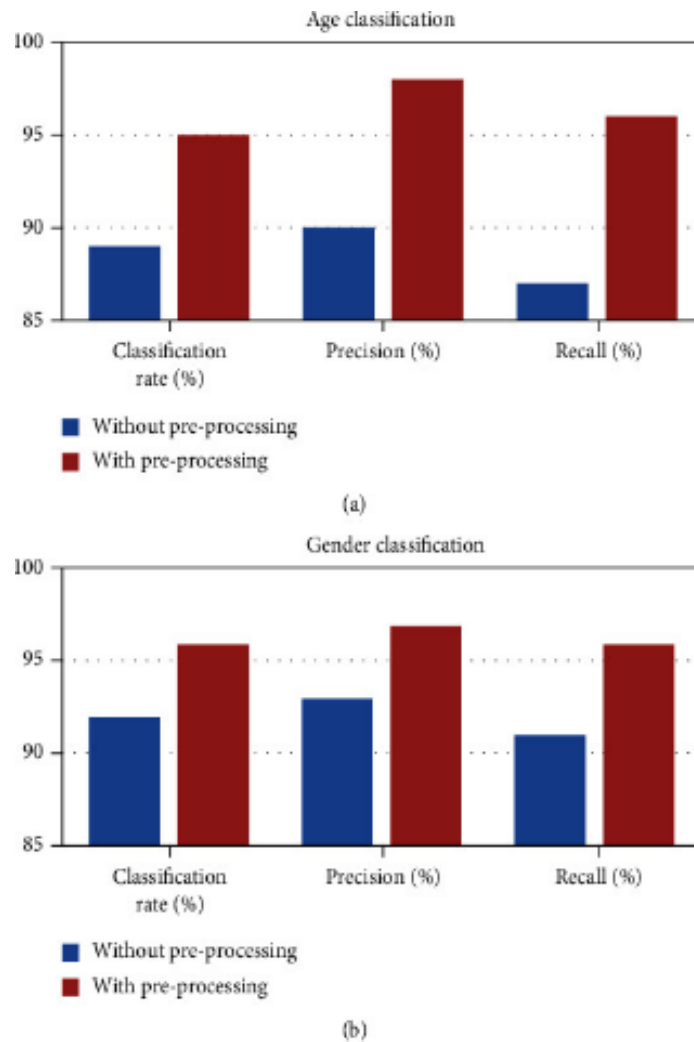 Age classification
100
95
90
85
Classification
rate (%)
Precision (%)
Recall (%)
Without pre-processing
With pre-processing
(a)
Gender classification
100
95
90
85
Classification
rate (%)
Precision (%)
Recall (%)
Without pre-processing
With pre-processing
(b)